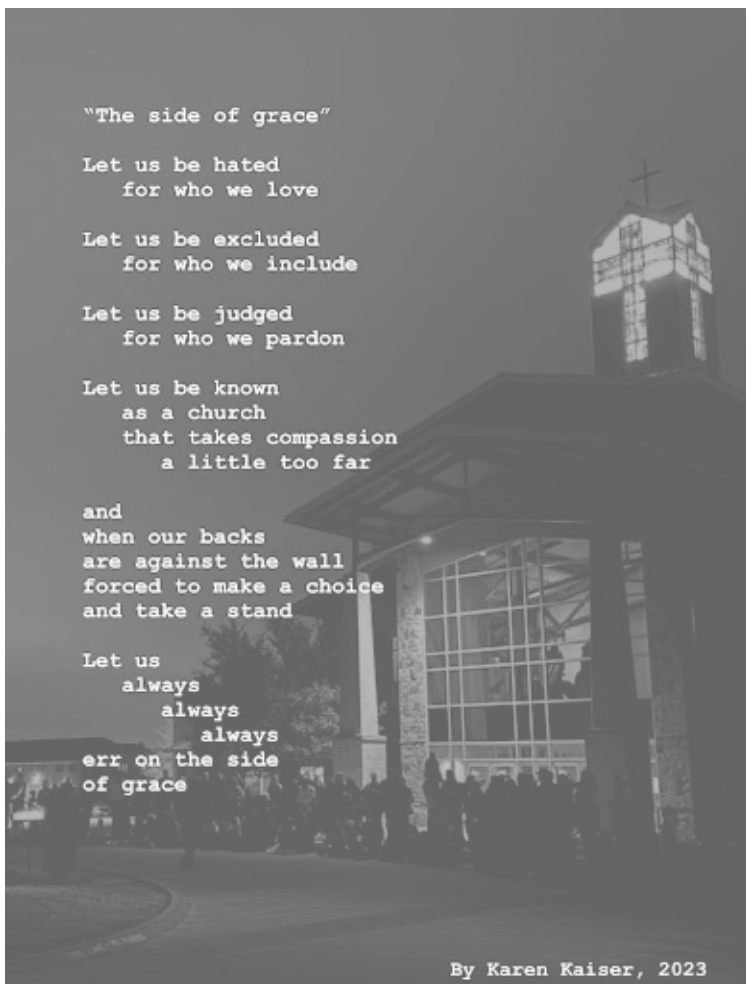 “The side of grace”
Let us be hated
for who we love
Let us be excluded
for who we include
Let us be judged
for who we pardon
Let us be known
as a church
that takes compassion
a little too far
and
when our backs
are against the wall
forced to make a choice
and take a stand
Let us
always
always
always
err on the side
of grace
By Karen Kaiser, 2023